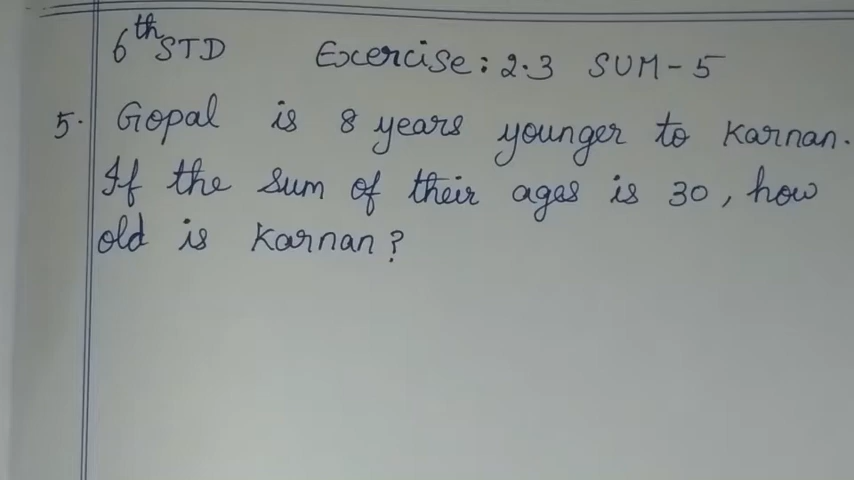 6th STD Exercise: 2.3 SUM-5
5. Gopal is 8 years younger to Karnan.
If the sum of their ages is 30, how
old is Karnan?